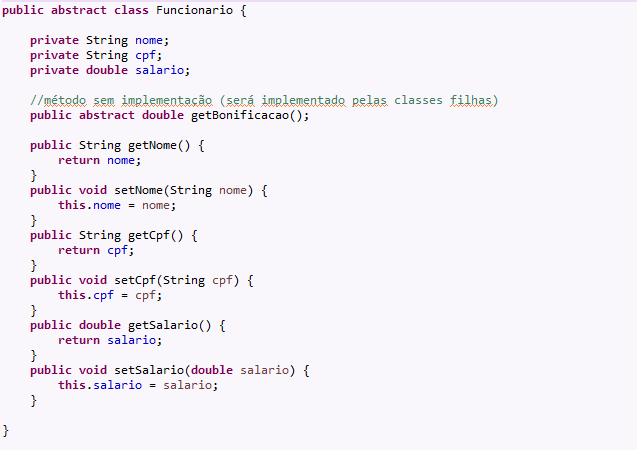 public abstract class Funcionario {
private String nome;
private String cpf;
private double salario;
//método sem implementação (será implementado pelas classes filhas)
public abstract double getBonificacao();
public String getNome() {
return nome;
}
public void setNome(String nome) {
this.nome = nome;
}
public String getCpf() {
return cpf;
}
public void setCpf(String cpf) {
this.cpf = cpf;
}
public double getSalario() {
return salario;
}
public void setSalario(double salario) {
this.salario = salario;
}
}